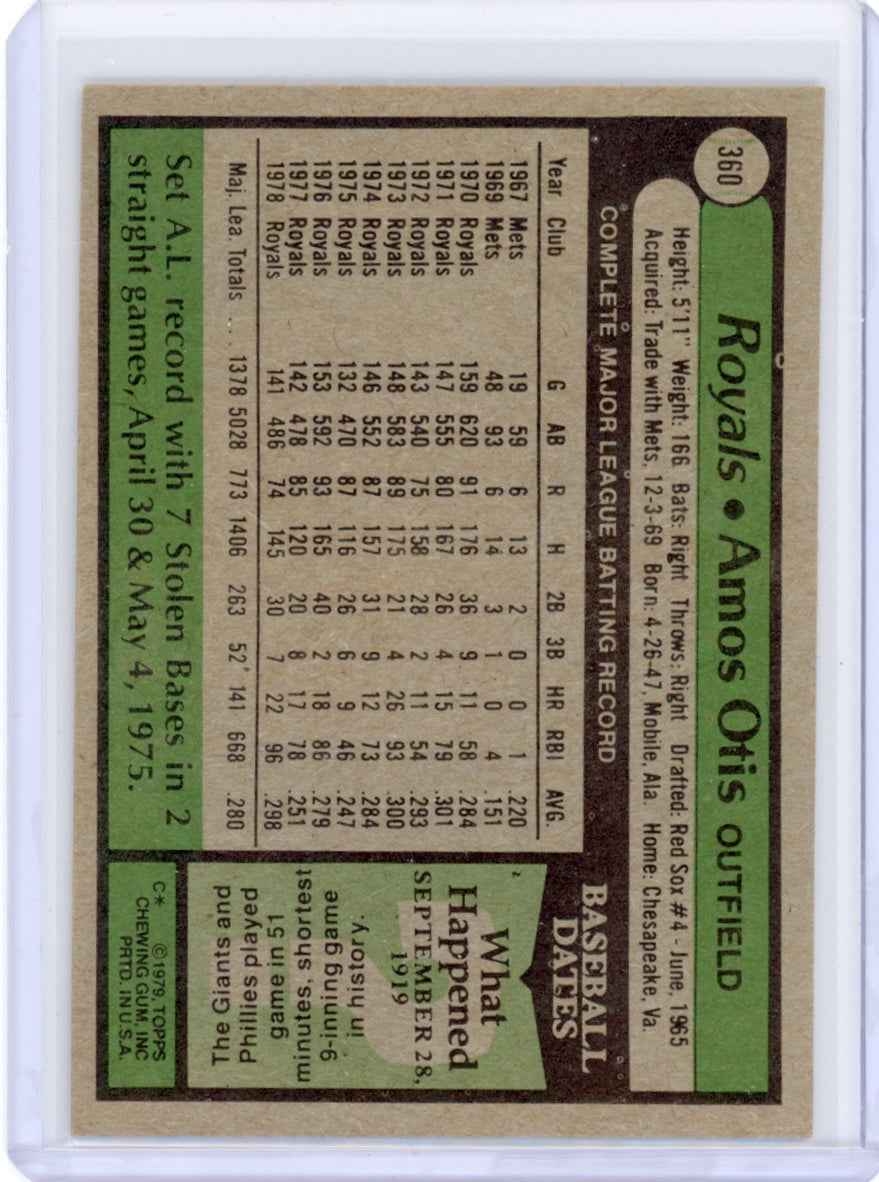 360
Royals • Amos Otis OUTFIELD
Height: 5'11" Weight: 166 Bats: Right Throws: Right Drafted: Red Sox #4 - June, 1965
Acquired: Trade with Mets, 12-3-69 Born: 4-26-47, Mobile, Ala. Home: Chesapeake, Va.
COMPLETE MAJOR LEAGUE BATTING RECORD
Year Club G AB R H 2B 3B HR RBI AVG.
1967 Mets 19 59 6 13 2 0 0 1 .220
1969 Mets 48 93 6 14 3 1 0 4 .151
1970 Royals 159 620 91 176 36 9 11 58 .284
1971 Royals 147 555 80 167 26 4 15 79 .301
1972 Royals 143 540 75 158 28 2 11 54 .293
1973 Royals 148 583 89 175 21 4 26 93 .300
1974 Royals 146 552 87 157 31 9 12 73 .284
1975 Royals 132 470 87 116 26 6 9 46 .247
1976 Royals 153 592 93 165 40 2 18 86 .279
1977 Royals 142 478 85 120 20 8 17 78 .251
1978 Royals 141 486 74 145 30 7 22 96 .298
Maj. Lea. Totals . . . 1378 5028 773 1406 263 52 141 668 .280
Set A.L. record with 7 Stolen Bases in 2
straight games, April 30 & May 4, 1975.
BASEBALL
DATES
What
Happened
SEPTEMBER 28,
1919
The Giants and
Phillies played
game in 51
minutes, shortest
9-inning game
in history.
C* ©1979, TOPPS
CHEWING GUM, INC
PRTD. IN U.S.A.